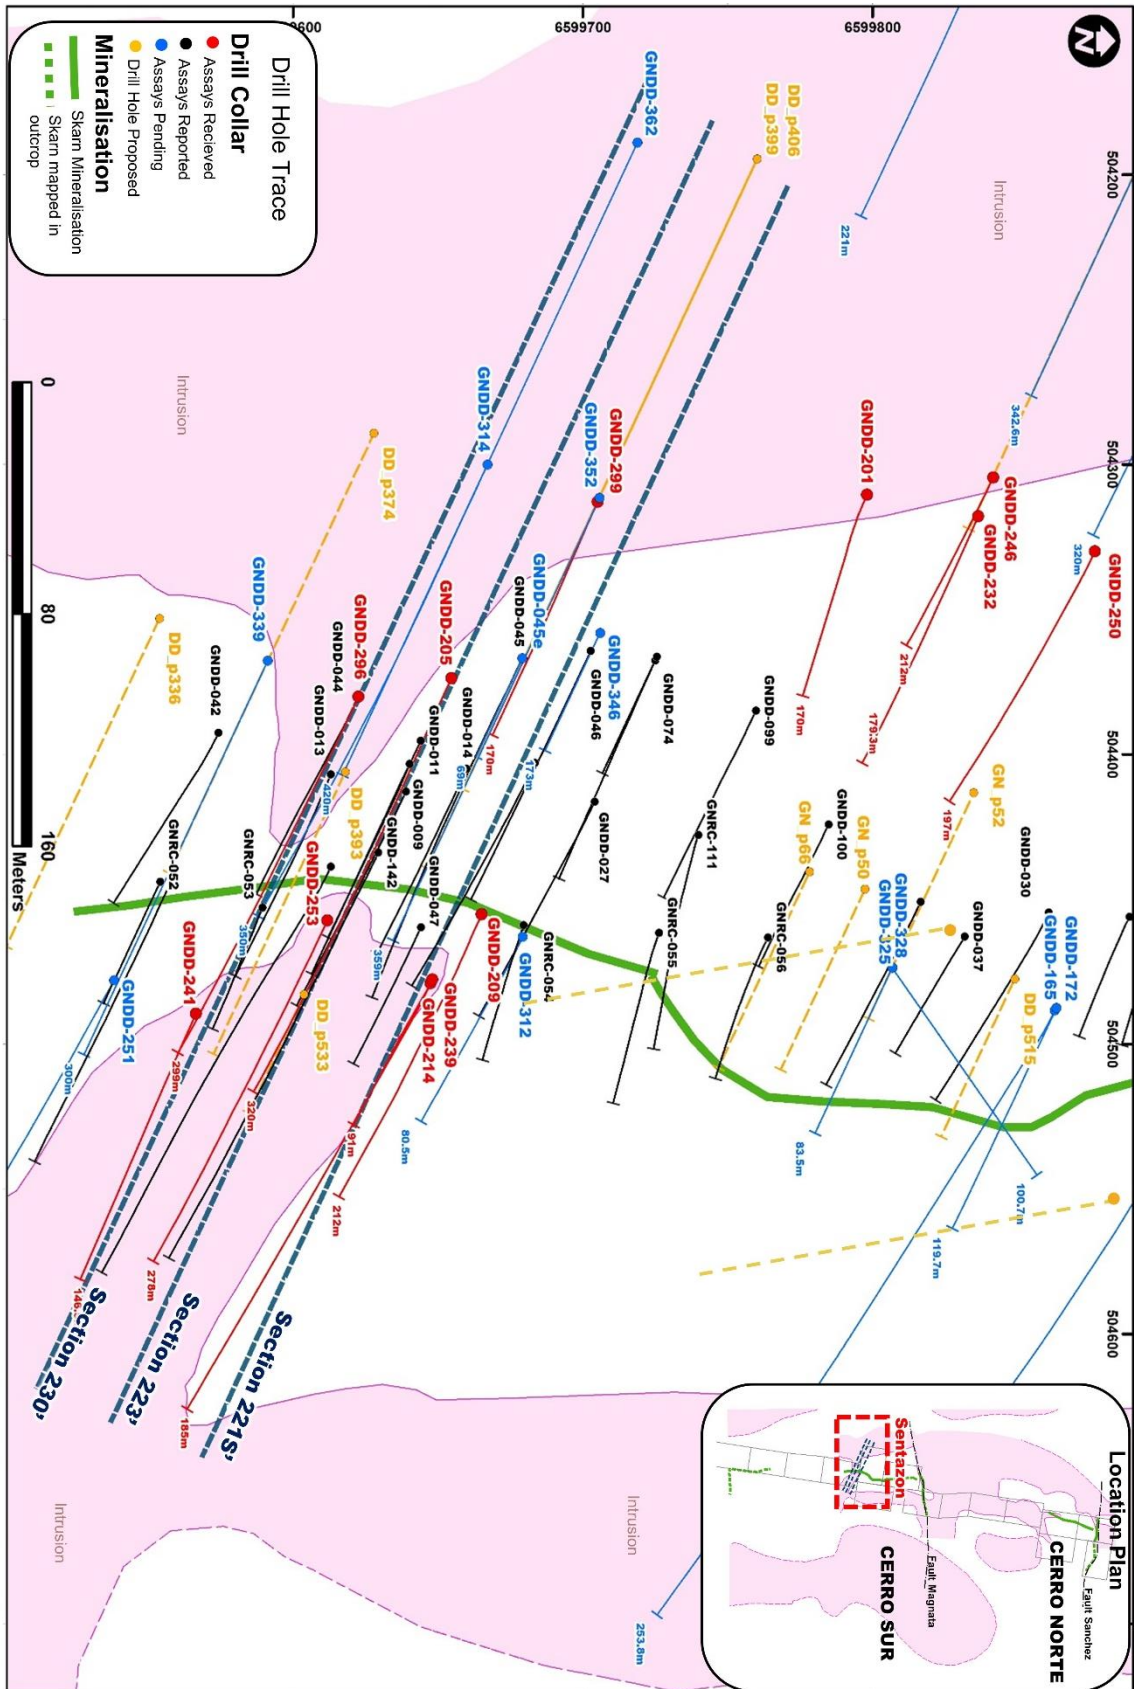 N
504200
504300
504400
504500
504600
6599800
6599700
600
Intrusion
Intrusion
Intrusion
Intrusion
Drill Hole Trace
Drill Collar
Assays Recieved
Assays Reported
Assays Pending
Drill Hole Proposed
Mineralisation
Skarn Mineralisation
Skarn mapped in
outcrop
0
80
160
Meters
Location Plan
CERRO NORTE
CERRO SUR
Sentazon
Fault Magnata
Fault Sanchez
221m
342.6m
GNDD-246
GNDD-232
212m
179.3m
320m
GNDD-250
197m
GNDD-201
170m
DD_p406
DD_p399
GNDD-362
GNDD-314
GNDD-299
GNDD-352
GNDD-045e
GNDD-045
GNDD-346
GNDD-046
GNDD-074
GNDD-099
GNDD-205
GNDD-296
GNDD-044
GNDD-013
GNDD-014
GNDD-011
GNDD-009
GNDD-142
GNDD-047
170m
69m
173m
420m
DD_p374
GNDD-339
DD_p336
GNDD-042
GNRC-052
GNRC-053
DD_p393
GNDD-253
350m
359m
GNDD-241
GNDD-251
299m
300m
DD_p533
320m
278m
146.
GNDD-209
GNDD-239
GNDD-214
91m
212m
185m
GNDD-312
80.5m
GNRC-054
GNDD-027
GNRC-111
GNRC-055
GNRC-056
GN_p66
GNDD-100
GN_p50
GN_p52
GNDD-328
GNDD-325
83.5m
100.7m
GNDD-030
GNDD-037
GNDD-172
GN2D-165
DD_p515
119.7m
253.8m
Section 230'
Section 223'
Section 221S'